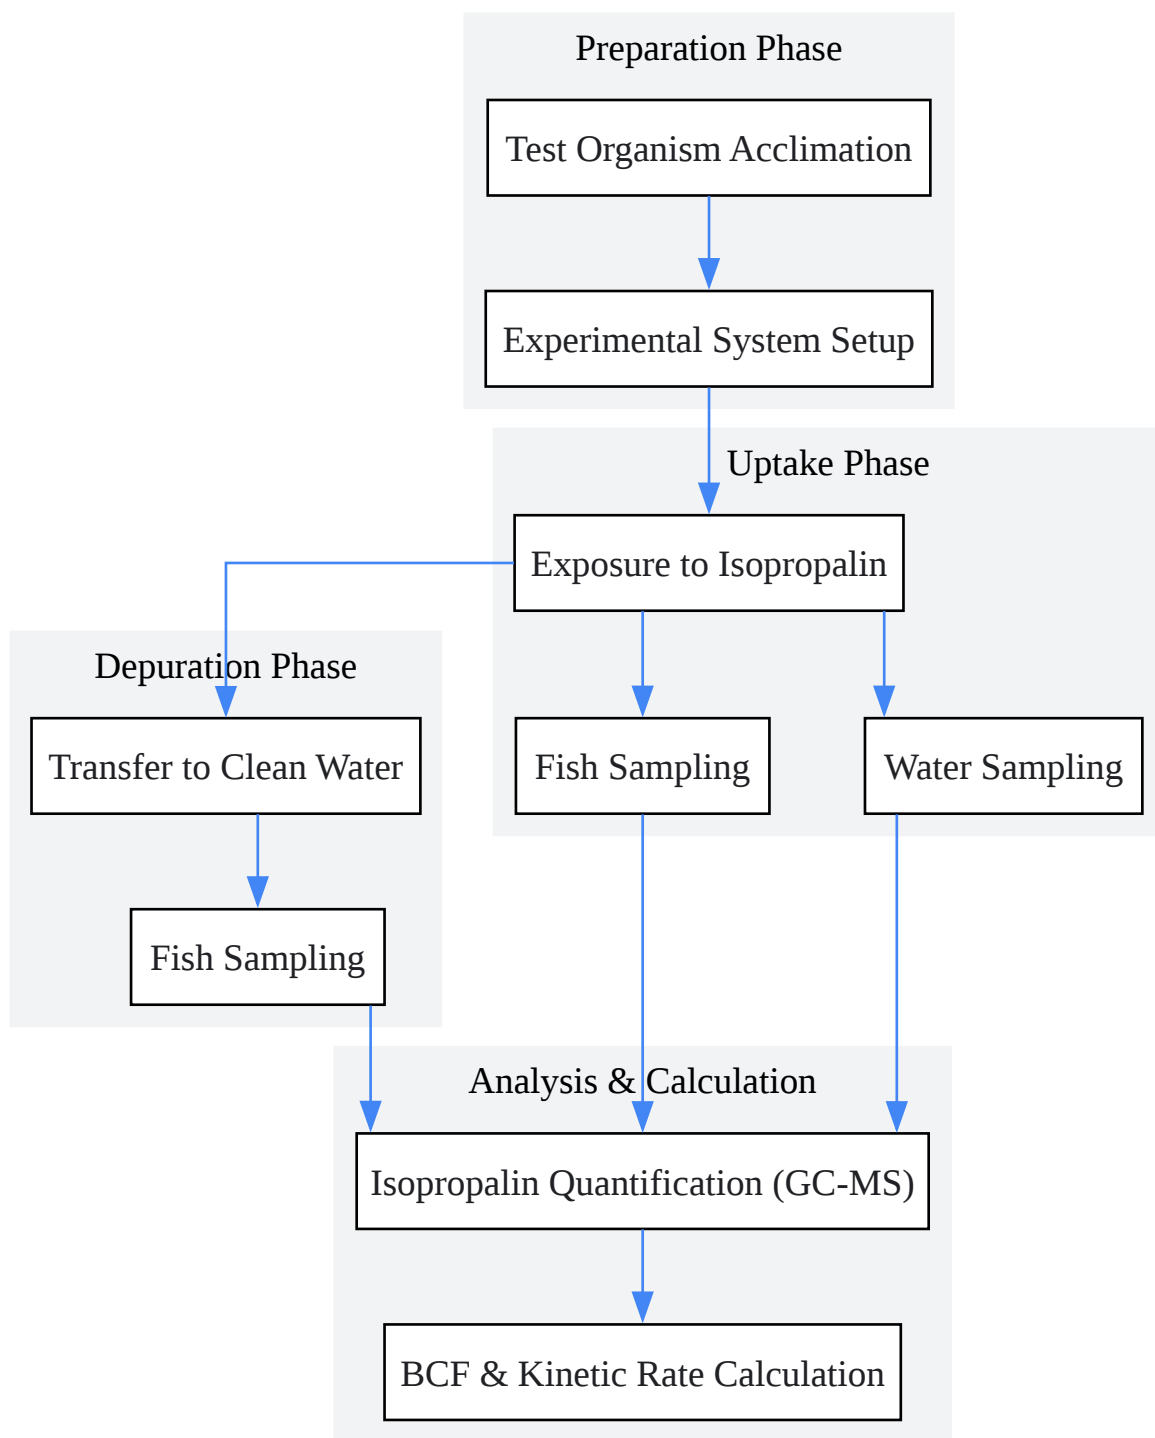 Preparation Phase
Test Organism Acclimation
Experimental System Setup
Uptake Phase
Exposure to Isopropalin
Depuration Phase
Transfer to Clean Water
Fish Sampling
Water Sampling
Fish Sampling
Analysis & Calculation
Isopropalin Quantification (GC-MS)
BCF & Kinetic Rate Calculation